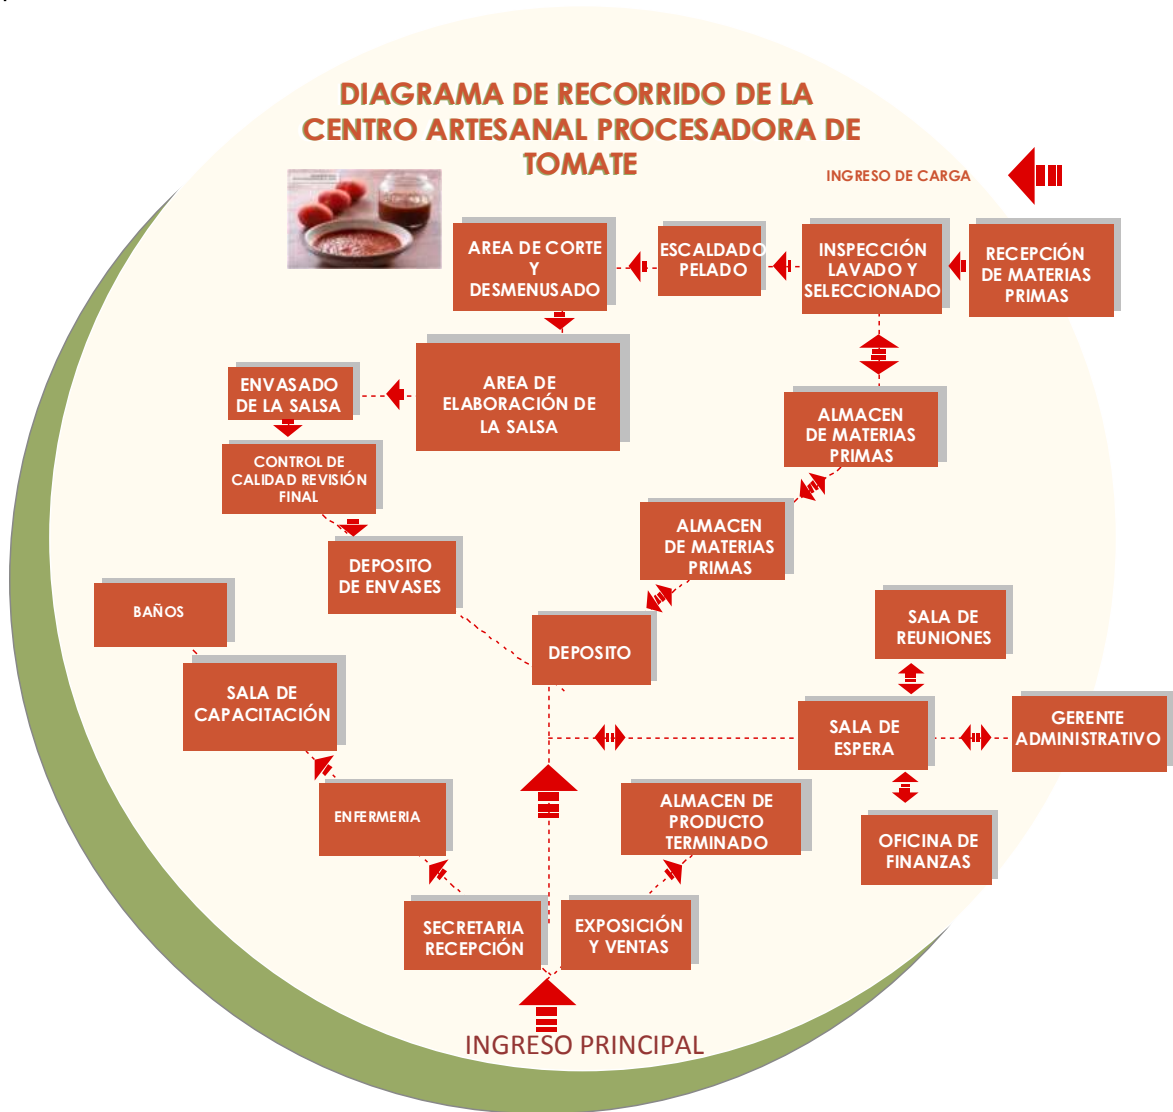 DIAGRAMA DE RECORRIDO DE LA
CENTRO ARTESANAL PROCESADORA DE
TOMATE
INGRESO DE CARGA
RECEPCIÓN
DE MATERIAS
PRIMAS
INSPECCIÓN
LAVADO Y
SELECCIONADO
ESCALDADO
PELADO
AREA DE CORTE
Y
DESMENUSADO
AREA DE
ELABORACIÓN DE
LA SALSA
ENVASADO
DE LA SALSA
CONTROL DE
CALIDAD REVISIÓN
FINAL
DEPOSITO
DE ENVASES
ALMACEN
DE MATERIAS
PRIMAS
ALMACEN
DE MATERIAS
PRIMAS
DEPOSITO
BAÑOS
SALA DE
CAPACITACIÓN
ENFERMERIA
SECRETARIA
RECEPCIÓN
EXPOSICIÓN
Y VENTAS
ALMACEN DE
PRODUCTO
TERMINADO
SALA DE
REUNIONES
SALA DE
ESPERA
GERENTE
ADMINISTRATIVO
OFICINA DE
FINANZAS
INGRESO PRINCIPAL